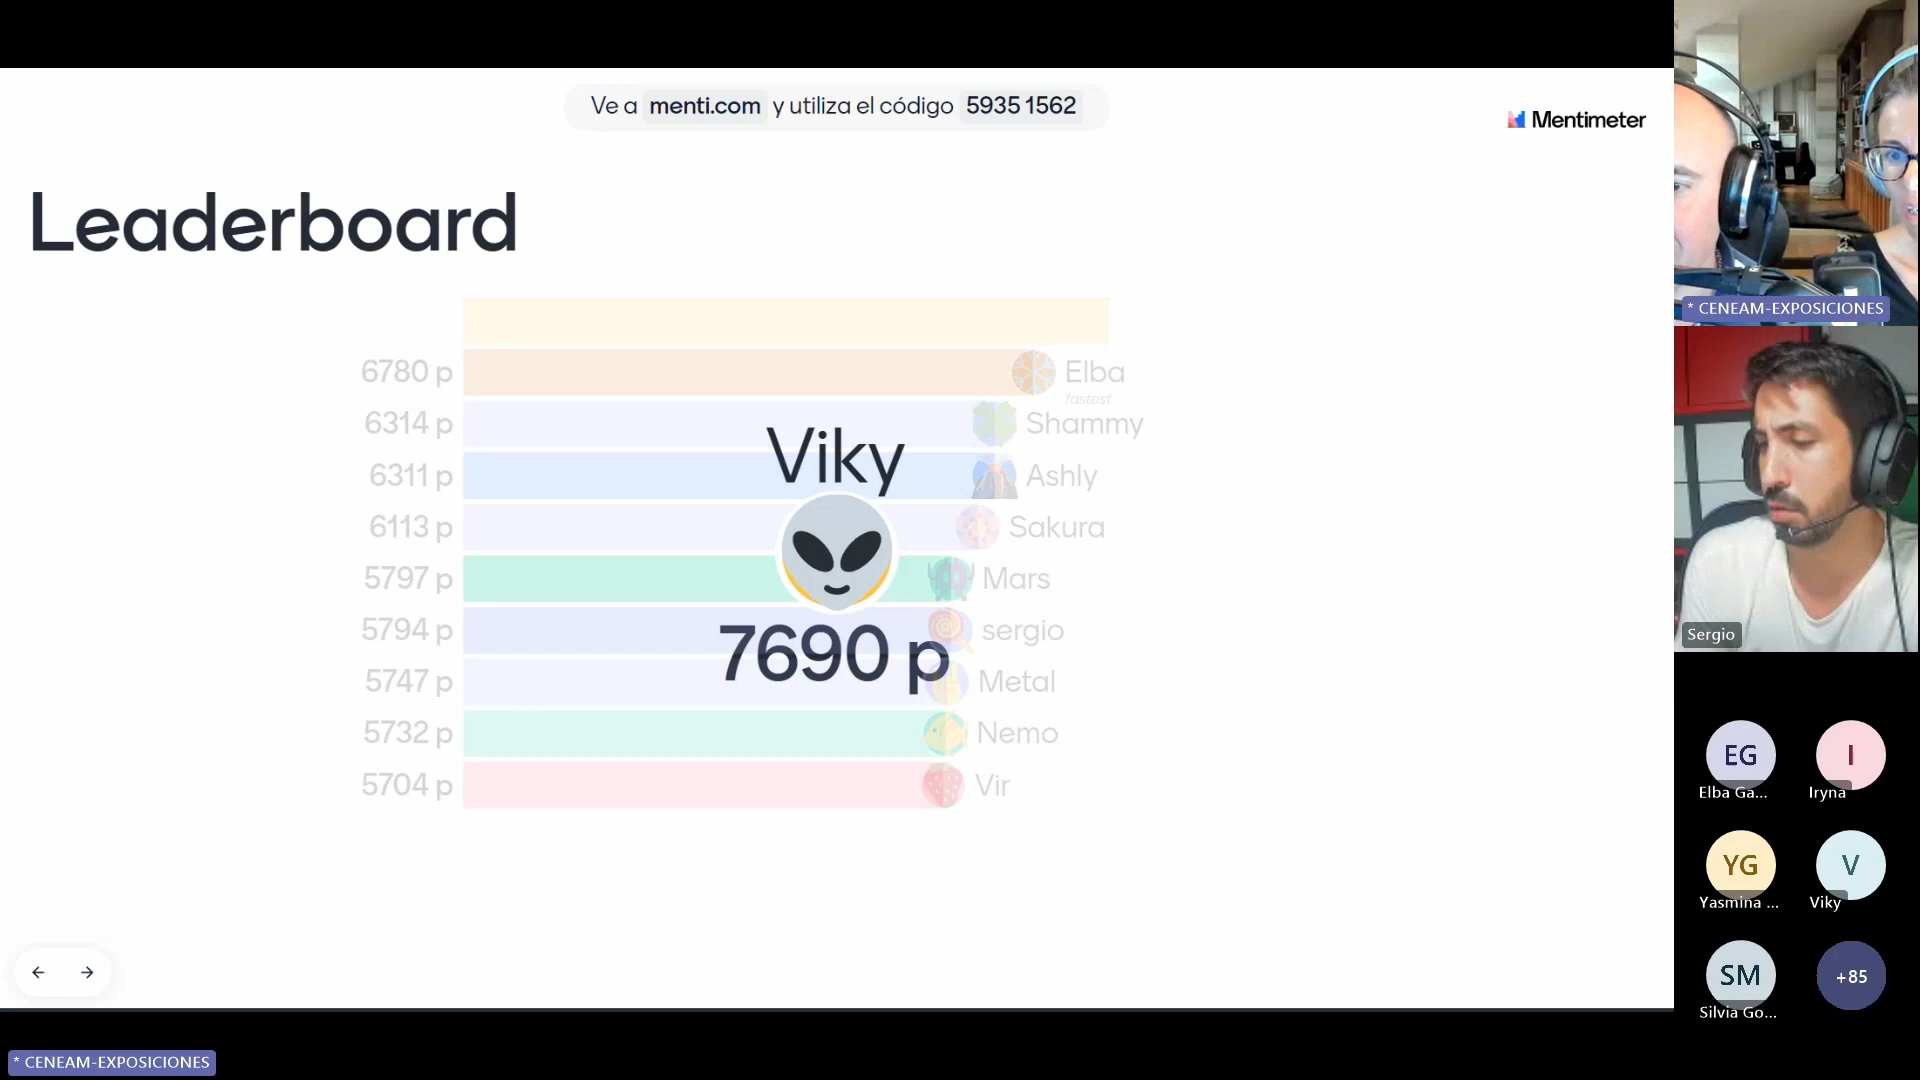 Ve a menti.com y utiliza el código 5935 1562
Mentimeter
Leaderboard
6780 p Elba
fastest
6314 p Shammy
Viky
6311 p Ashly
6113 p Sakura
5797 p Mars
5794 p sergio
7690 p
5747 p Metal
5732 p Nemo
5704 p Vir
* CENEAM-EXPOSICIONES
Sergio
EG I
Elba Ga... Iryna
YG V
Yasmina ... Viky
SM +85
Silvia Go...
* CENEAM-EXPOSICIONES